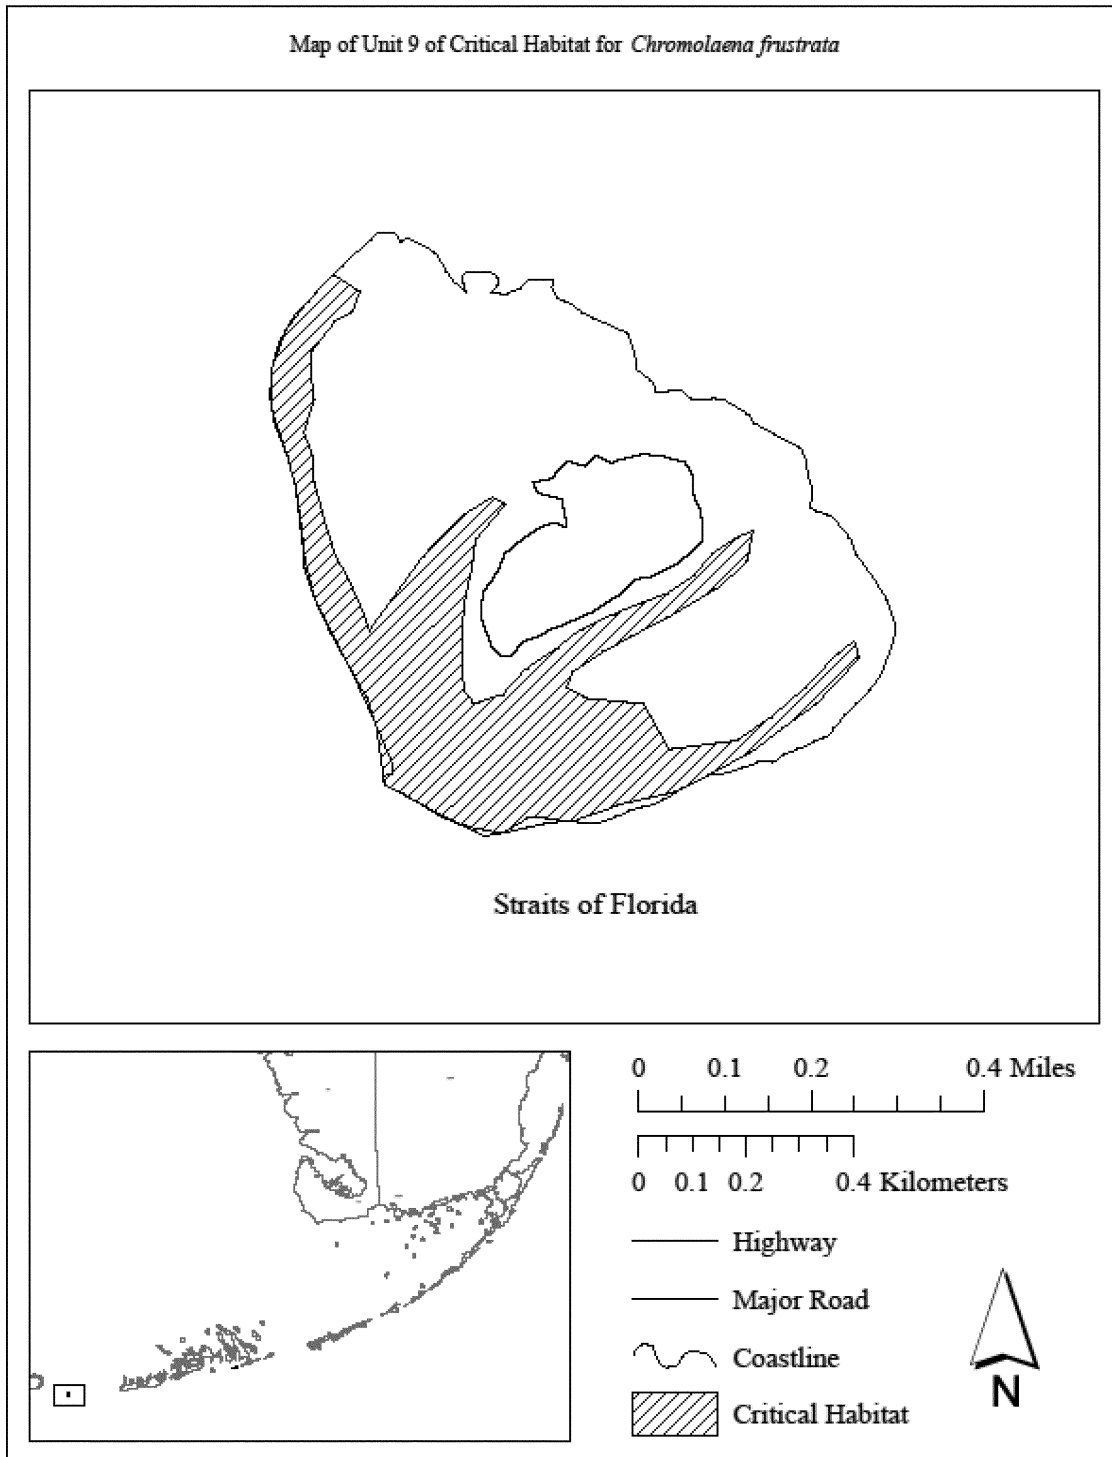 Map of Unit 9 of Critical Habitat for Chromolaena frustrata
Straits of Florida
0 0.1 0.2 0.4 Miles
0 0.1 0.2 0.4 Kilometers
Highway
Major Road
Coastline
Critical Habitat
N